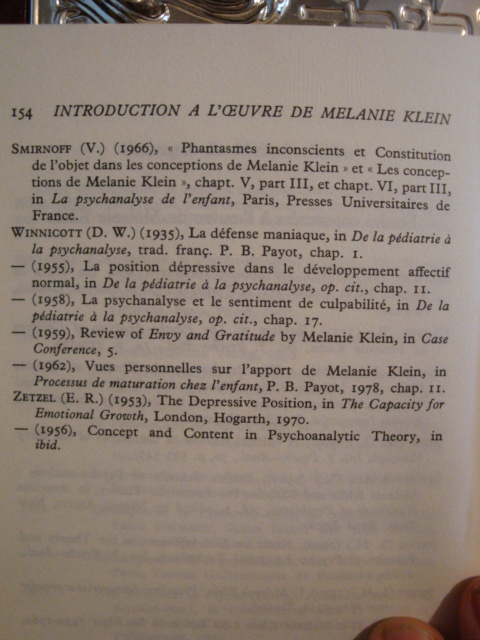 154 INTRODUCTION A L'ŒUVRE DE MELANIE KLEIN
SMIRNOFF (V.) (1966), « Phantasmes inconscients et Constitution
de l'objet dans les conceptions de Melanie Klein » et « Les concep-
tions de Melanie Klein », chapt. V, part III, et chapt. VI, part III,
in La psychanalyse de l'enfant, Paris, Presses Universitaires de
France.
WINNICOTT (D. W.) (1935), La défense maniaque, in De la pédiatrie à
la psychanalyse, trad. franç. P. B. Payot, chap. 1.
— (1955), La position dépressive dans le développement affectif
normal, in De la pédiatrie à la psychanalyse, op. cit., chap. 11.
— (1958), La psychanalyse et le sentiment de culpabilité, in De la
pédiatrie à la psychanalyse, op. cit., chap. 17.
— (1959), Review of Envy and Gratitude by Melanie Klein, in Case
Conference, 5.
— (1962), Vues personnelles sur l'apport de Melanie Klein, in
Processus de maturation chez l'enfant, P. B. Payot, 1978, chap. 11.
ZETZEL (E. R.) (1953), The Depressive Position, in The Capacity for
Emotional Growth, London, Hogarth, 1970.
— (1956), Concept and Content in Psychoanalytic Theory, in
ibid.